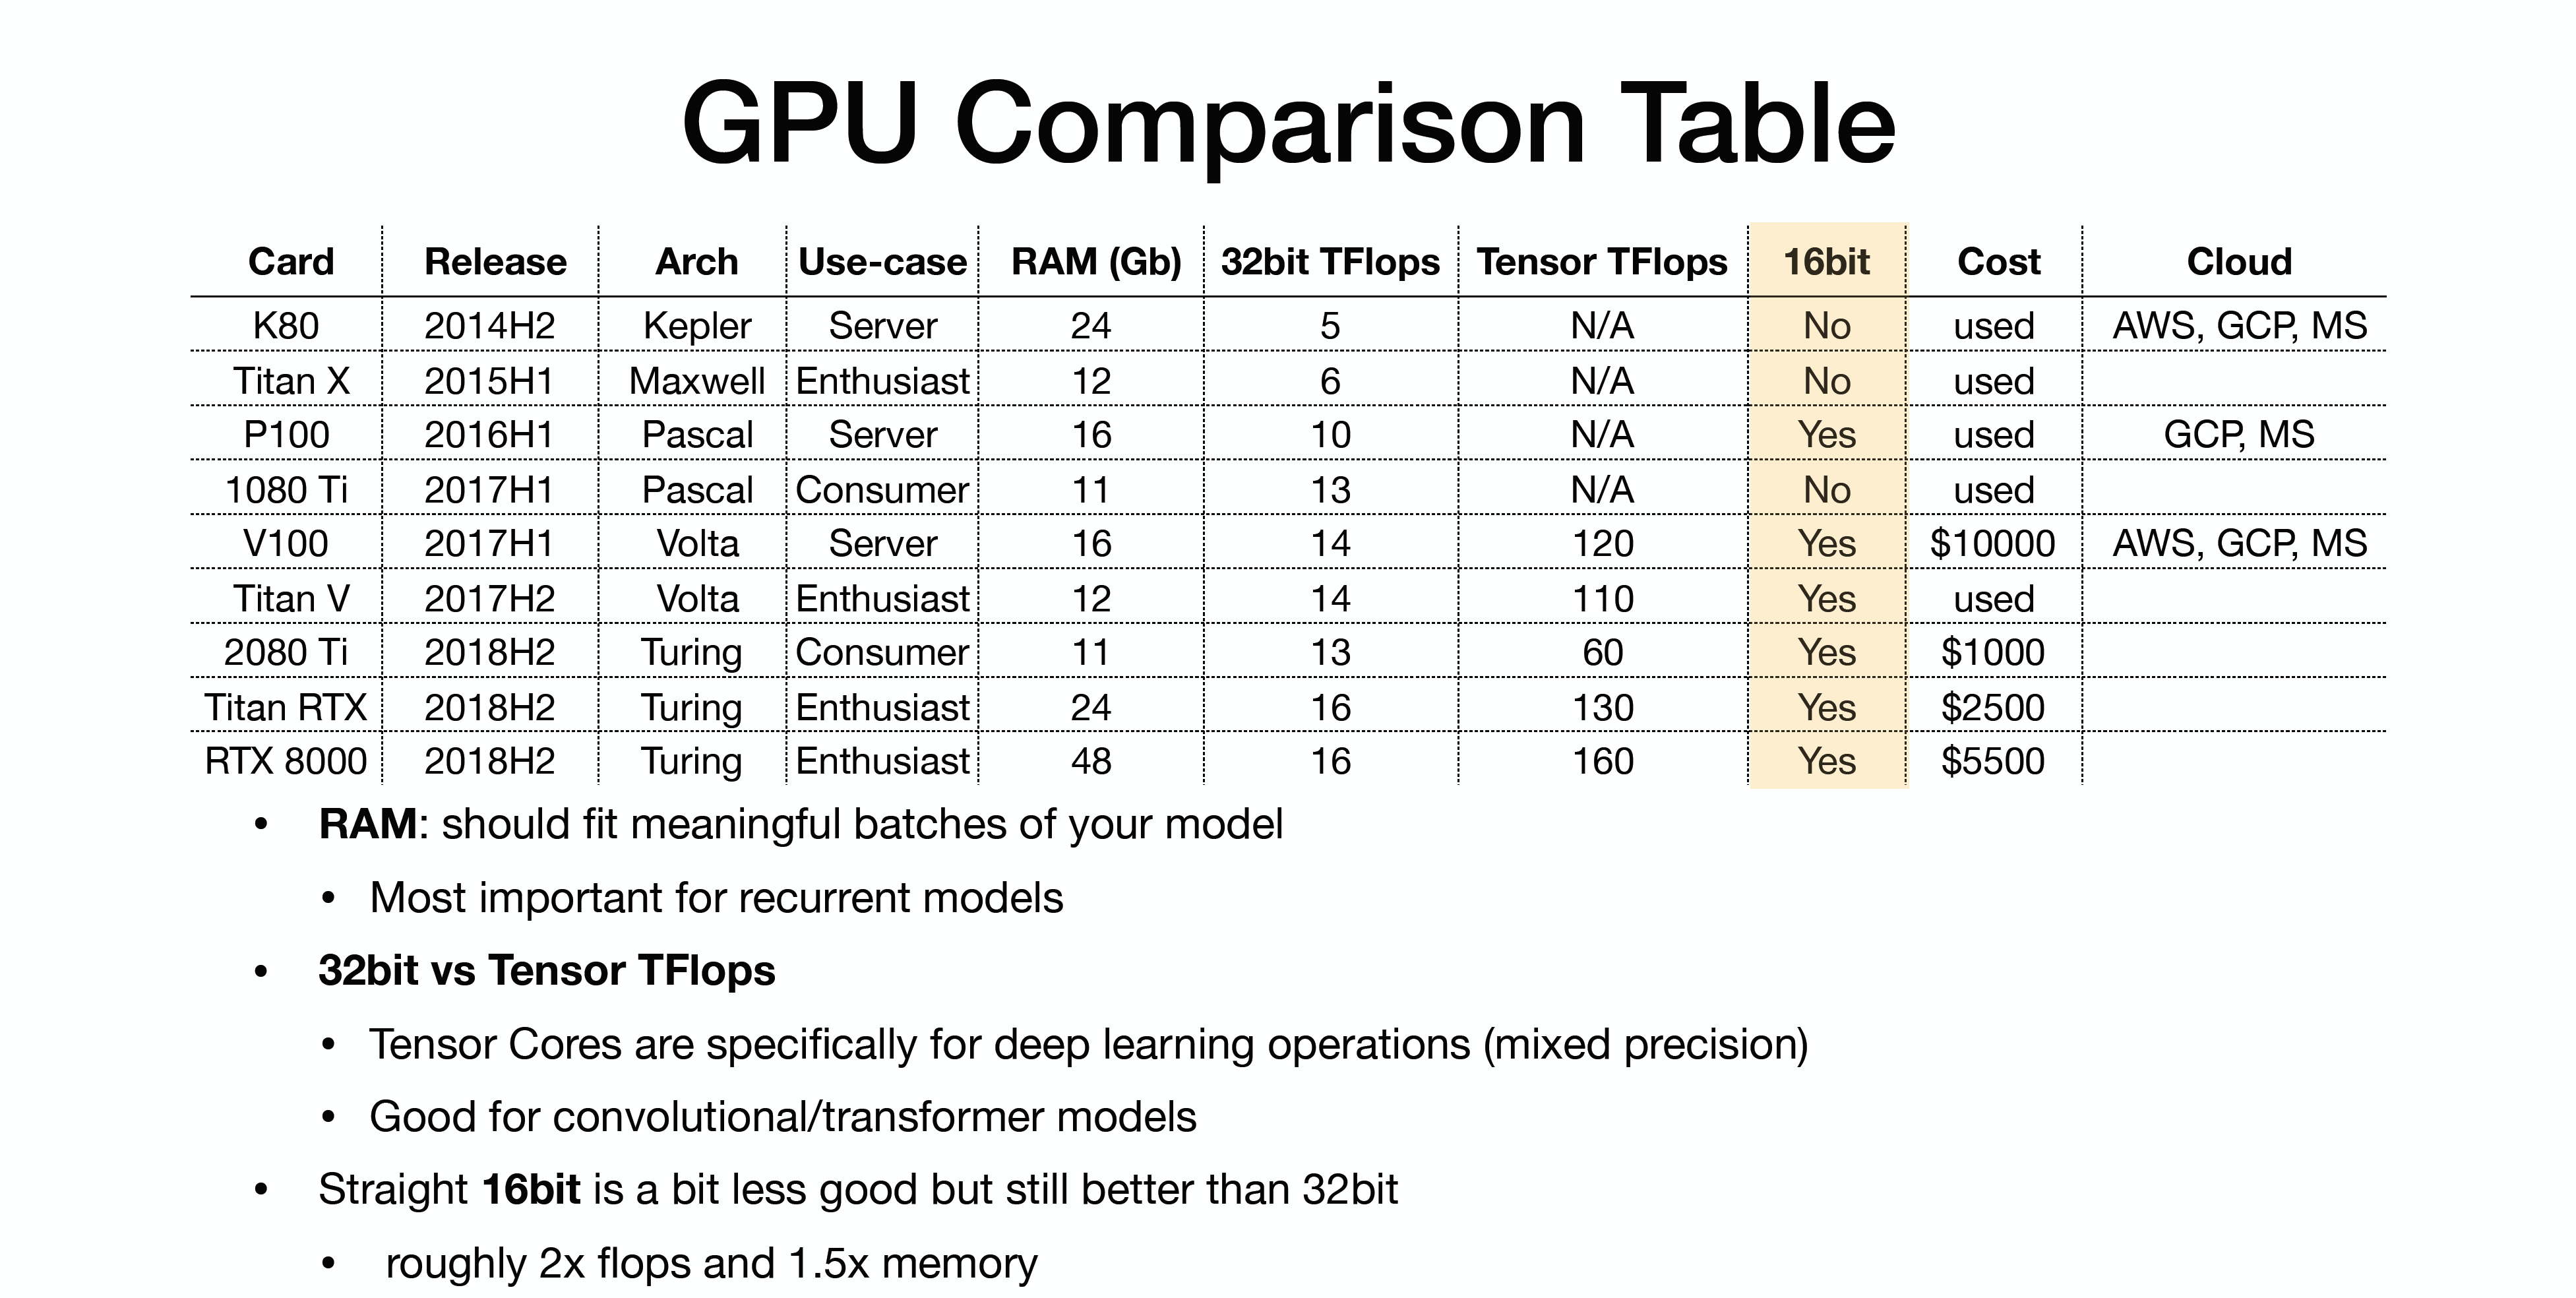 GPU Comparison Table
Card Release Arch Use-case RAM (Gb) 32bit TFlops Tensor TFlops 16bit Cost Cloud
K80 2014H2 Kepler Server 24 5 N/A No used AWS, GCP, MS
Titan X 2015H1 Maxwell Enthusiast 12 6 N/A No used
P100 2016H1 Pascal Server 16 10 N/A Yes used GCP, MS
1080 Ti 2017H1 Pascal Consumer 11 13 N/A No used
V100 2017H1 Volta Server 16 14 120 Yes $10000 AWS, GCP, MS
Titan V 2017H2 Volta Enthusiast 12 14 110 Yes used
2080 Ti 2018H2 Turing Consumer 11 13 60 Yes $1000
Titan RTX 2018H2 Turing Enthusiast 24 16 130 Yes $2500
RTX 8000 2018H2 Turing Enthusiast 48 16 160 Yes $5500
• RAM: should fit meaningful batches of your model
• Most important for recurrent models
• 32bit vs Tensor TFlops
• Tensor Cores are specifically for deep learning operations (mixed precision)
• Good for convolutional/transformer models
• Straight 16bit is a bit less good but still better than 32bit
• roughly 2x flops and 1.5x memory